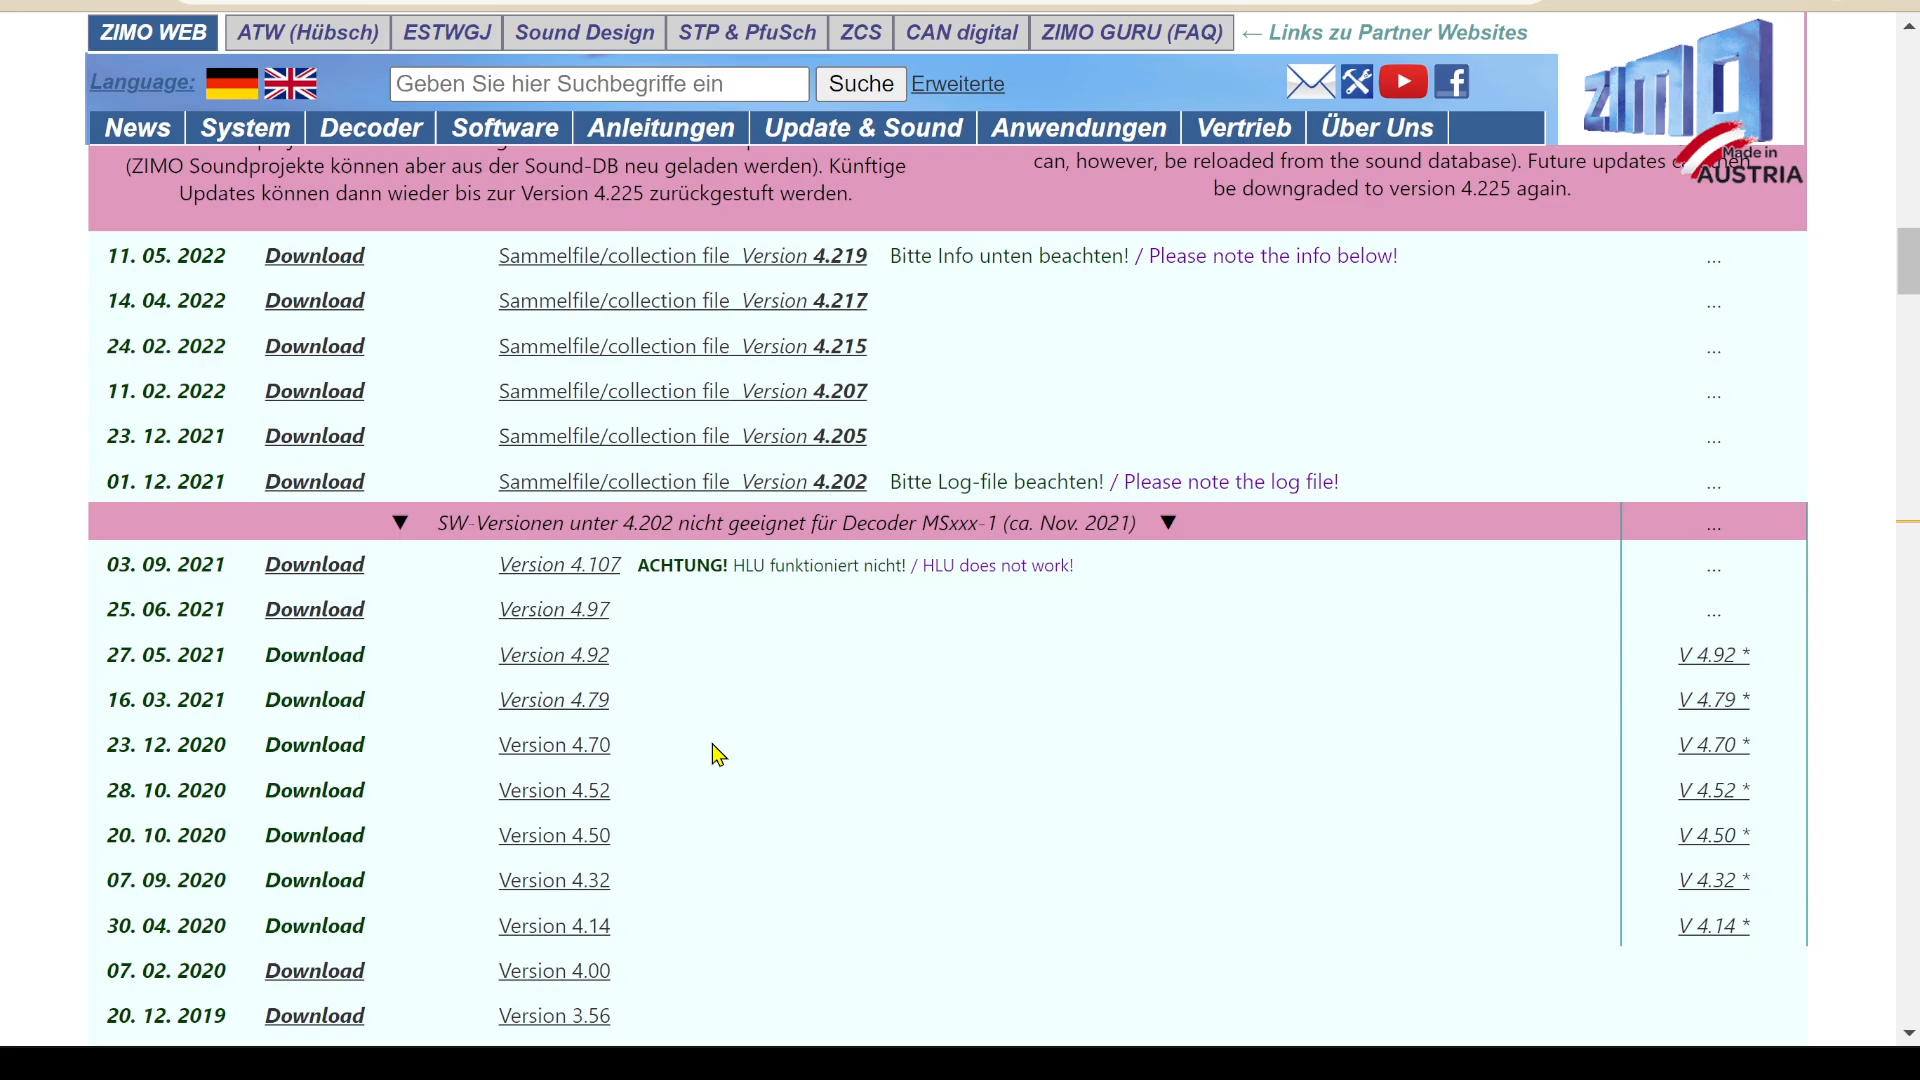 ZIMO WEB ATW (Hübsch) ESTWGJ Sound Design STP & PfuSch ZCS CAN digital ZIMO GURU (FAQ) ← Links zu Partner Websites
Language: Geben Sie hier Suchbegriffe ein Suche Erweiterte
ZIMO
News System Decoder Software Anleitungen Update & Sound Anwendungen Vertrieb Über Uns
Made in
AUSTRIA
(ZIMO Soundprojekte können aber aus der Sound-DB neu geladen werden). Künftige
Updates können dann wieder bis zur Version 4.225 zurückgestuft werden.
can, however, be reloaded from the sound database). Future updates
be downgraded to version 4.225 again.
11. 05. 2022 Download Sammelfile/collection file Version 4.219 Bitte Info unten beachten! / Please note the info below! ...
14. 04. 2022 Download Sammelfile/collection file Version 4.217 ...
24. 02. 2022 Download Sammelfile/collection file Version 4.215 ...
11. 02. 2022 Download Sammelfile/collection file Version 4.207 ...
23. 12. 2021 Download Sammelfile/collection file Version 4.205 ...
01. 12. 2021 Download Sammelfile/collection file Version 4.202 Bitte Log-file beachten! / Please note the log file! ...
▼ SW-Versionen unter 4.202 nicht geeignet für Decoder MSxxx-1 (ca. Nov. 2021) ▼ ...
03. 09. 2021 Download Version 4.107 ACHTUNG! HLU funktioniert nicht! / HLU does not work! ...
25. 06. 2021 Download Version 4.97 ...
27. 05. 2021 Download Version 4.92 V 4.92 *
16. 03. 2021 Download Version 4.79 V 4.79 *
23. 12. 2020 Download Version 4.70 V 4.70 *
28. 10. 2020 Download Version 4.52 V 4.52 *
20. 10. 2020 Download Version 4.50 V 4.50 *
07. 09. 2020 Download Version 4.32 V 4.32 *
30. 04. 2020 Download Version 4.14 V 4.14 *
07. 02. 2020 Download Version 4.00
20. 12. 2019 Download Version 3.56